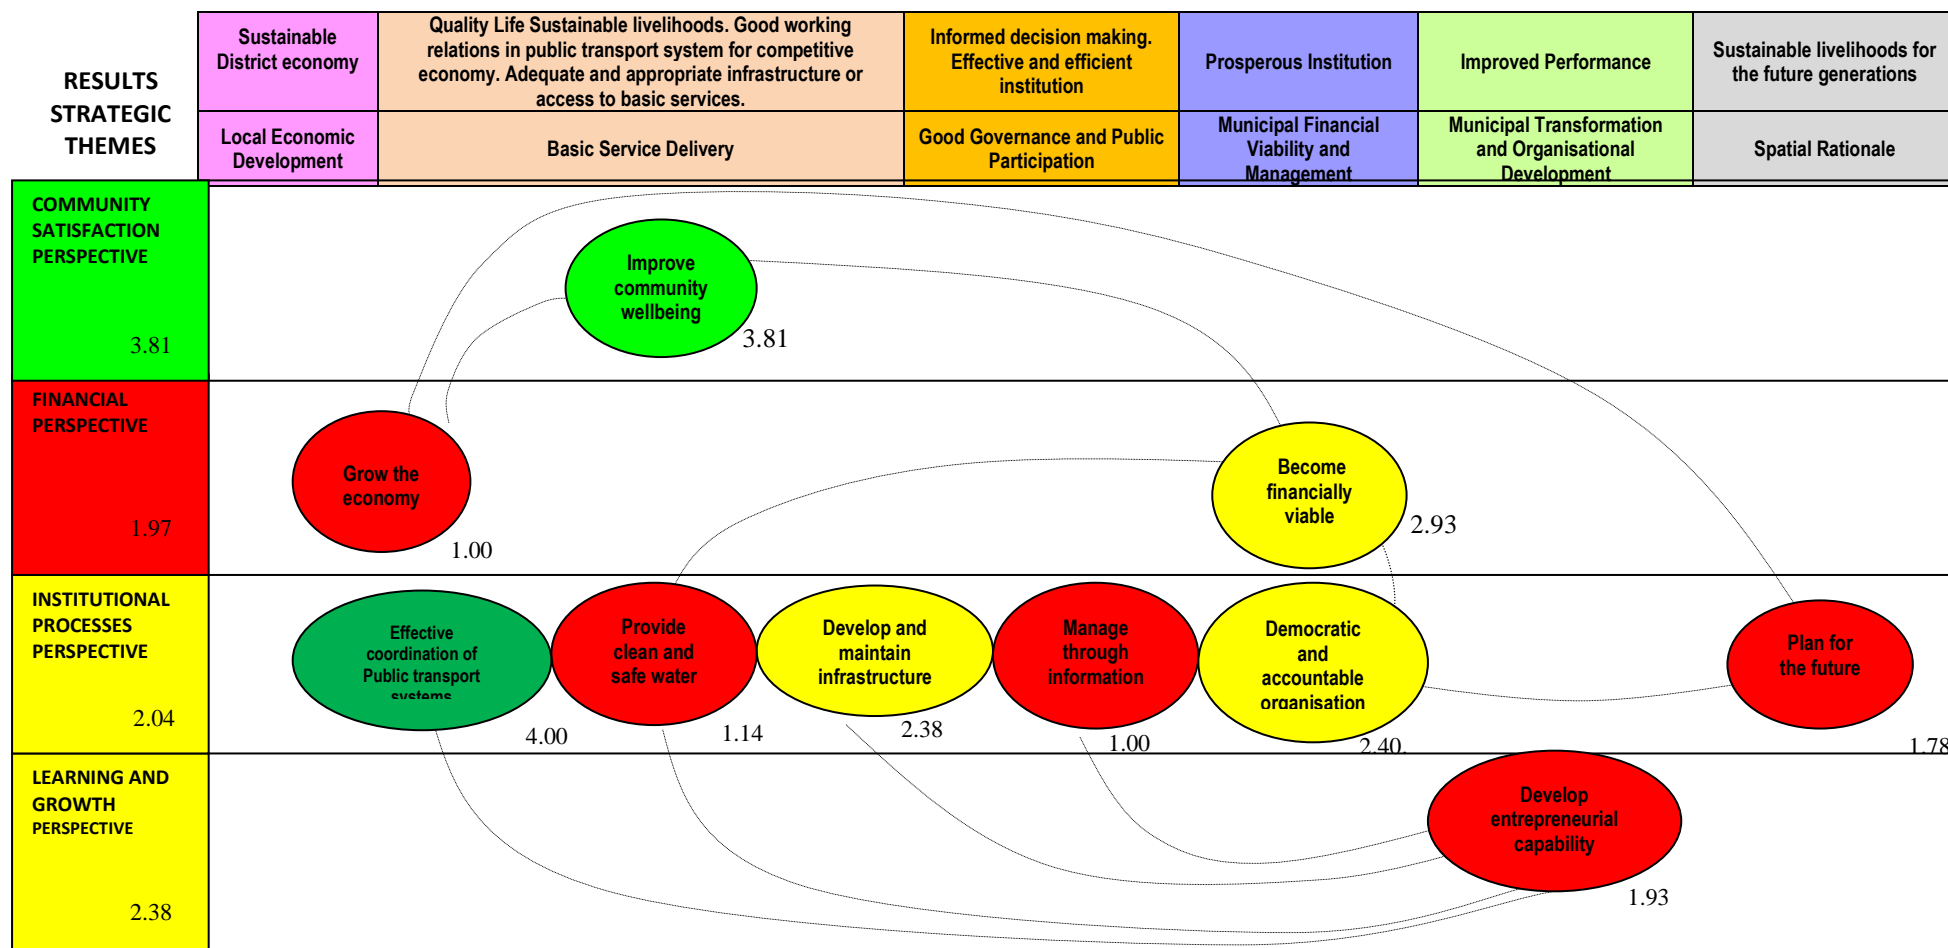 RESULTS
STRATEGIC
THEMES
Sustainable
District economy
Quality Life Sustainable livelihoods. Good working
relations in public transport system for competitive
economy. Adequate and appropriate infrastructure or
access to basic services.
Informed decision making.
Effective and efficient
institution
Prosperous Institution
Improved Performance
Sustainable livelihoods for
the future generations
Local Economic
Development
Basic Service Delivery
Good Governance and Public
Participation
Municipal Financial
Viability and
Management
Municipal Transformation
and Organisational
Development
Spatial Rationale
COMMUNITY
SATISFACTION
PERSPECTIVE
3.81
Improve
community
wellbeing
3.81
FINANCIAL
PERSPECTIVE
1.97
Grow the
economy
1.00
Become
financially
viable
2.93
INSTITUTIONAL
PROCESSES
PERSPECTIVE
2.04
Effective
coordination of
Public transport
systems
4.00
Provide
clean and
safe water
1.14
Develop and
maintain
infrastructure
2.38
Manage
through
information
1.00
Democratic
and
accountable
organisation
2.40.
Plan for
the future
1.78
LEARNING AND
GROWTH
PERSPECTIVE
2.38
Develop
entrepreneurial
capability
1.93